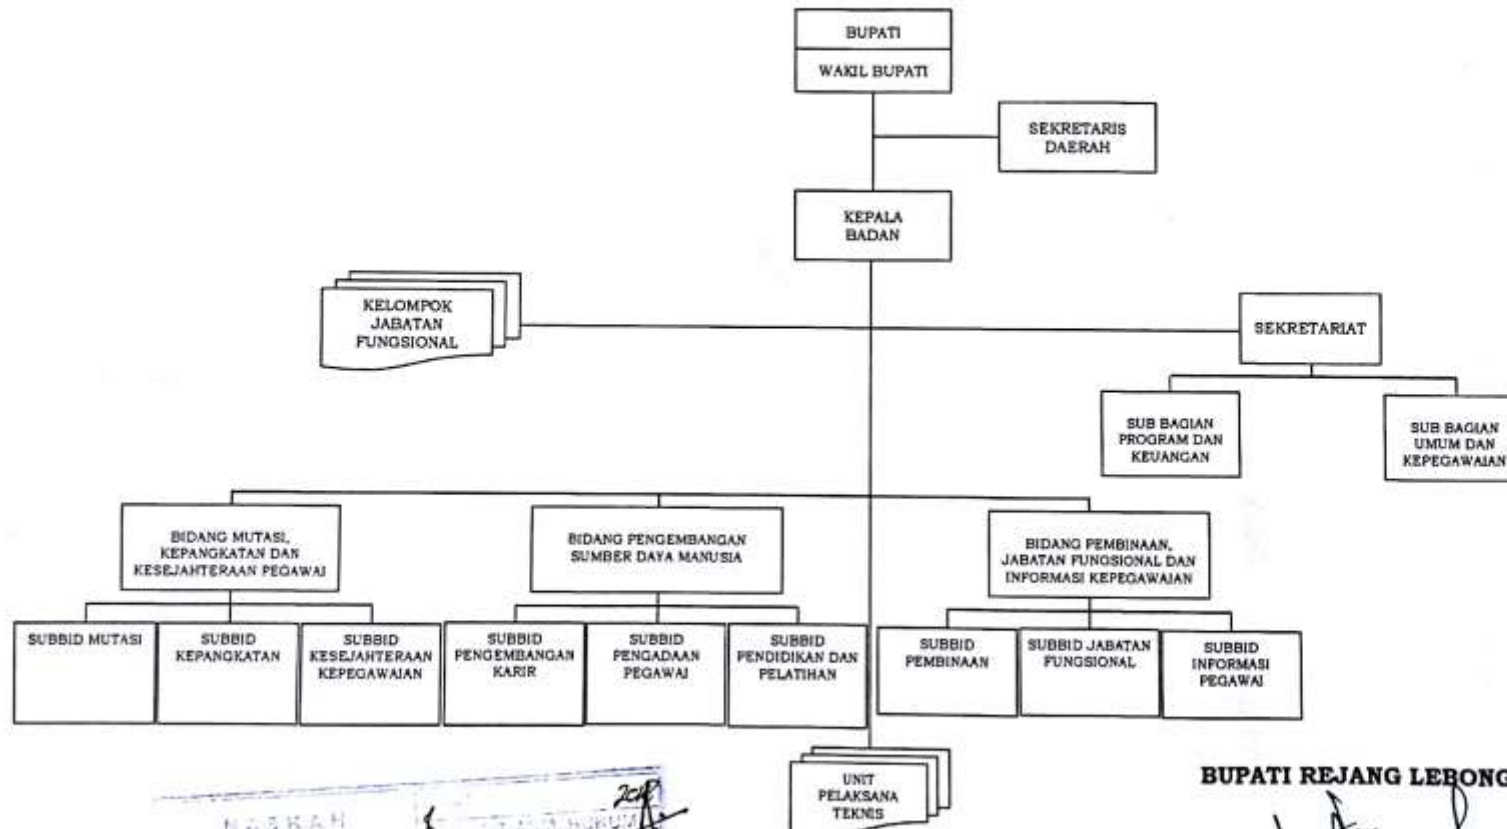 BUPATI
WAKIL BUPATI
SEKRETARIS
DAERAH
KEPALA
BADAN
KELOMPOK
JABATAN
FUNGSIONAL
SEKRETARIAT
SUB BAGIAN
PROGRAM DAN
KEUANGAN
SUB BAGIAN
UMUM DAN
KEPEGAWAIAN
BIDANG MUTASI,
KEPANGKATAN DAN
KESEJAHTERAAN PEGAWAI
BIDANG PENGEMBANGAN
SUMBER DAYA MANUSIA
BIDANG PEMBINAAN,
JABATAN FUNGSIONAL DAN
INFORMASI KEPEGAWAIAN
SUBBID MUTASI
SUBBID
KEPANGKATAN
SUBBID
KESEJAHTERAAN
KEPEGAWAIAN
SUBBID
PENGEMBANGAN
KARIR
SUBBID
PENGADAAN
PEGAWAI
SUBBID
PENDIDIKAN DAN
PELATIHAN
SUBBID
PEMBINAAN
SUBBID JABATAN
FUNGSIONAL
SUBBID
INFORMASI
PEGAWAI
UNIT
PELAKSANA
TEKNIS
BUPATI REJANG LEBONG
NASKAH
HUKUM